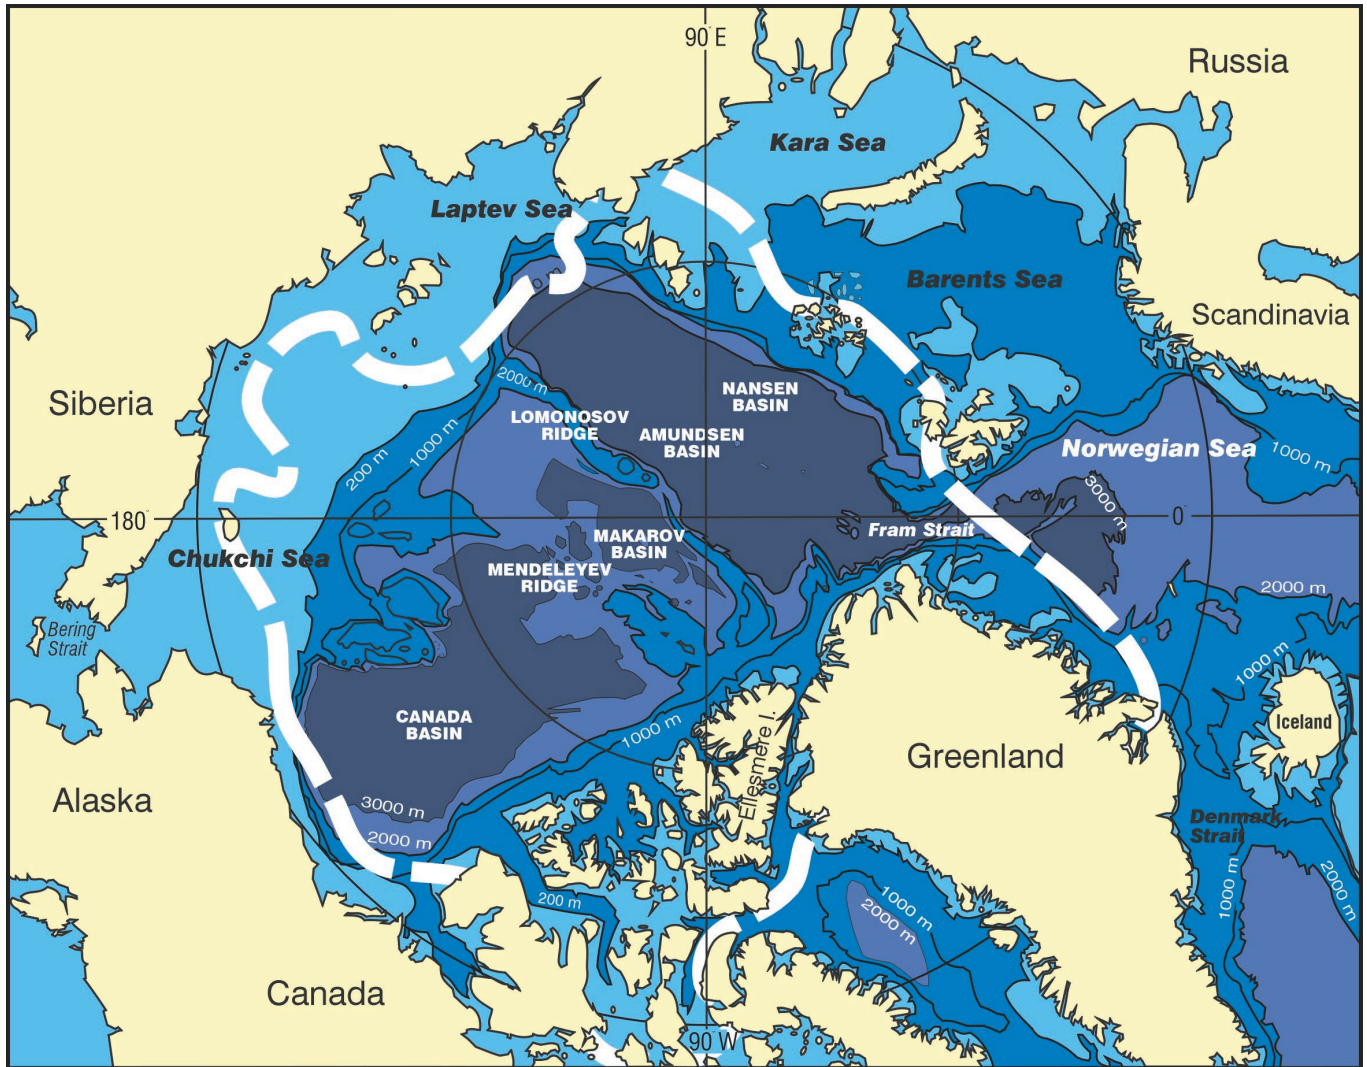 90°E
Russia
Kara Sea
Laptev Sea
Barents Sea
Scandinavia
Siberia
2000 m
NANSEN
BASIN
LOMONOSOV
RIDGE
AMUNDSEN
BASIN
1000 m
200 m
Norwegian Sea
1000 m
3000 m
180°
0°
Fram Strait
Chukchi Sea
MAKAROV
BASIN
MENDELEYEV
RIDGE
2000 m
Bering
Strait
1000 m
CANADA
BASIN
1000 m
Ellesmere I.
Iceland
Greenland
Alaska
3000 m
2000 m
Denmark
Strait
1000 m
2000 m
200 m
1000 m
2000 m
Canada
90°W